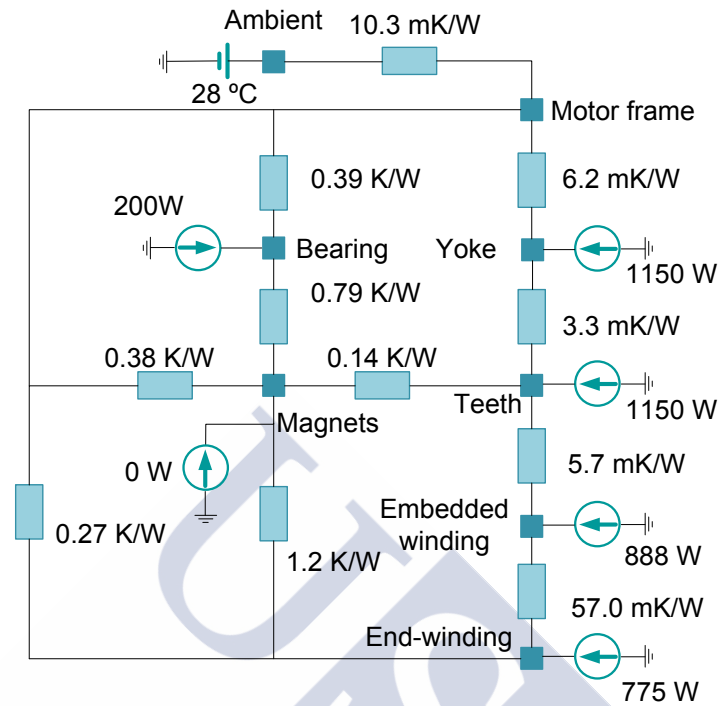 Ambient
10.3 mK/W
28 ºC
Motor frame
0.39 K/W
6.2 mK/W
200W
Bearing
Yoke
1150 W
0.79 K/W
3.3 mK/W
0.38 K/W
0.14 K/W
Teeth
1150 W
Magnets
0 W
5.7 mK/W
0.27 K/W
1.2 K/W
Embedded
winding
888 W
57.0 mK/W
End-winding
775 W